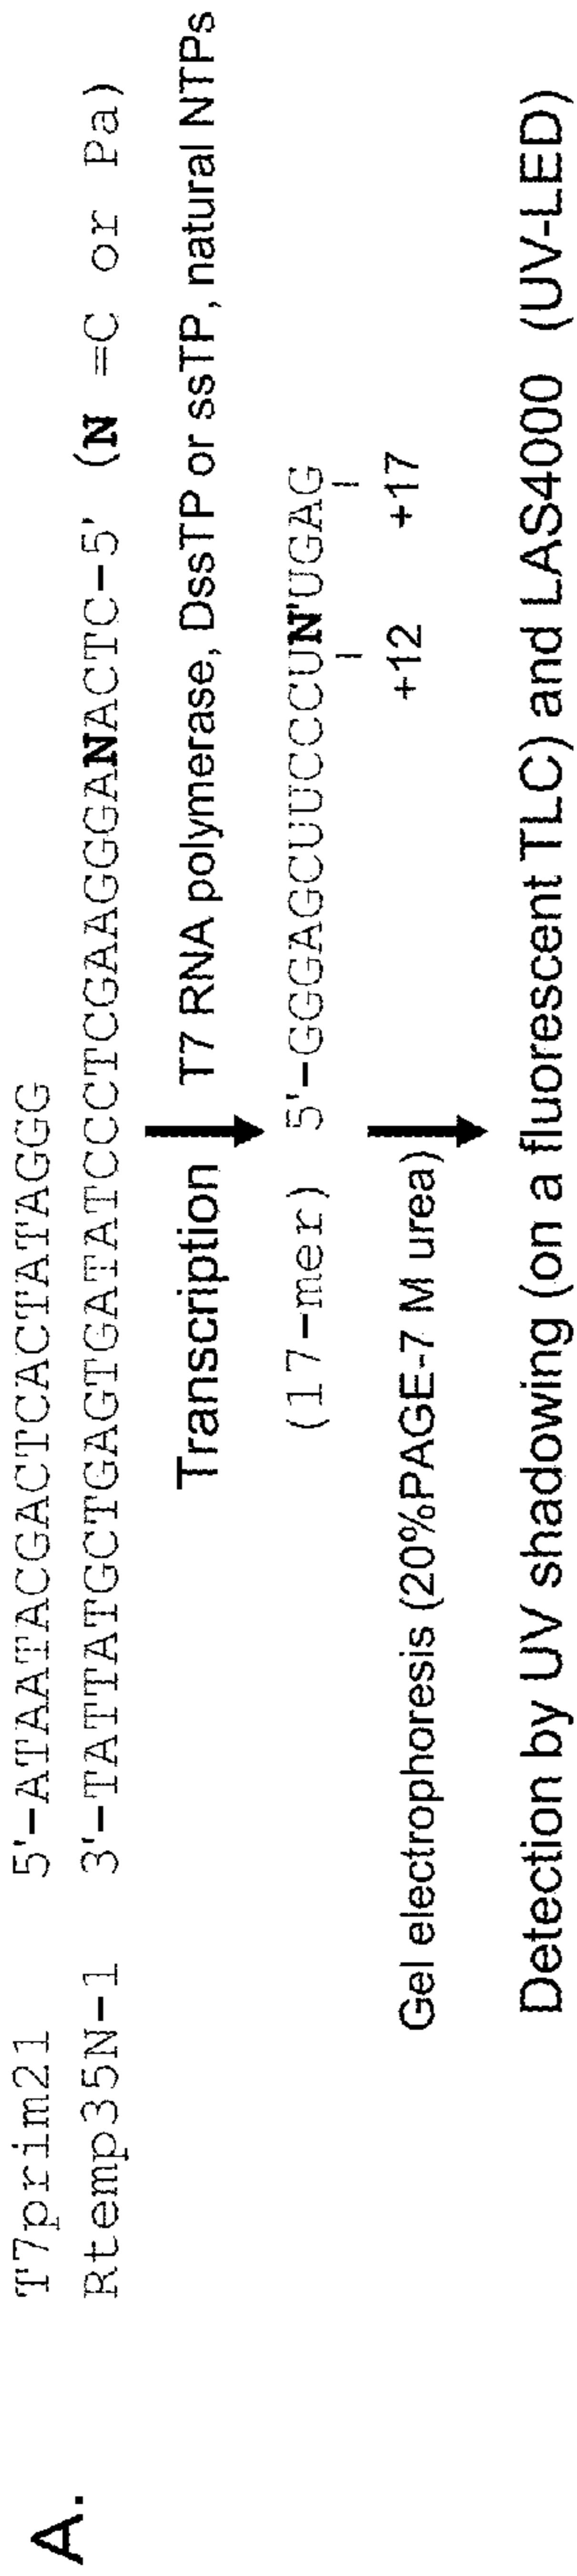 A.
T7prim21 5'-ATAATACGACTCACTATAGGG
Rtemp35N-1 3'-TATTATGCTGAGTGATATCCCTCGAAGGGANACTC-5' (N =C or Pa)
Transcription T7 RNA polymerase, DssTP or ssTP, natural NTPs
(17-mer) 5'-GGGAGCUUCCCUN'UGAG
+12 +17
Gel electrophoresis (20%PAGE-7 M urea)
Detection by UV shadowing (on a fluorescent TLC) and LAS4000 (UV-LED)